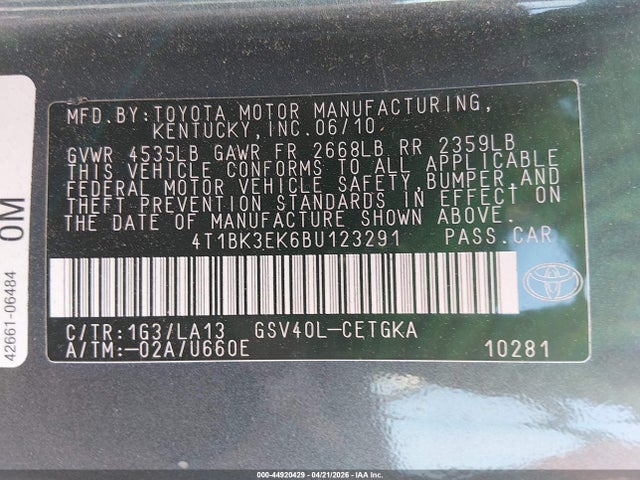 MFD.BY:TOYOTA MOTOR MANUFACTURING,
KENTUCKY,INC.06/10
GVWR 4535LB GAWR FR 2668LB RR 2359LB
THIS VEHICLE CONFORMS TO ALL APPLICABLE
FEDERAL MOTOR VEHICLE SAFETY,BUMPER,AND
THEFT PREVENTION STANDARDS IN EFFECT ON
THE DATE OF MANUFACTURE SHOWN ABOVE.
4T1BK3EK6BU123291 PASS.CAR
C/TR:1G3/LA13 GSV40L-CETGKA
A/TM:-02A/U660E 10281
TOYOTA
42661-06484 0M
000-44920429 - 04/21/2026 - IAA Inc.